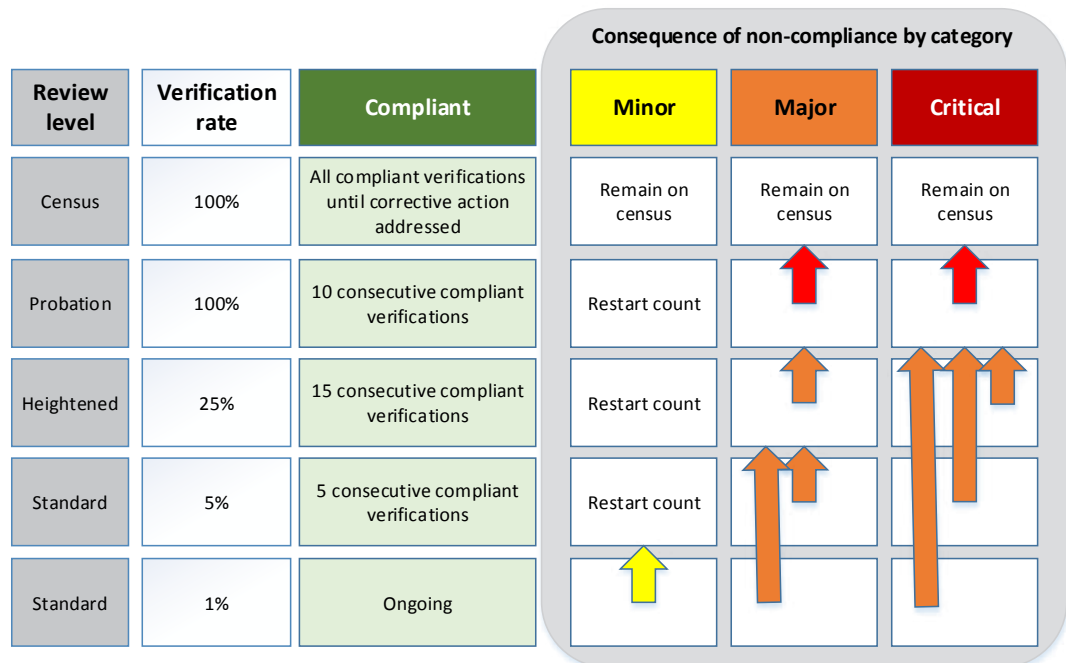 Consequence of non-compliance by category
Review
level
Verification
rate
Compliant
Minor
Major
Critical
Census
100%
All compliant verifications
until corrective action
addressed
Remain on
census
Remain on
census
Remain on
census
Probation
100%
10 consecutive compliant
verifications
Restart count
Heightened
25%
15 consecutive compliant
verifications
Restart count
Standard
5%
5 consecutive compliant
verifications
Restart count
Standard
1%
Ongoing